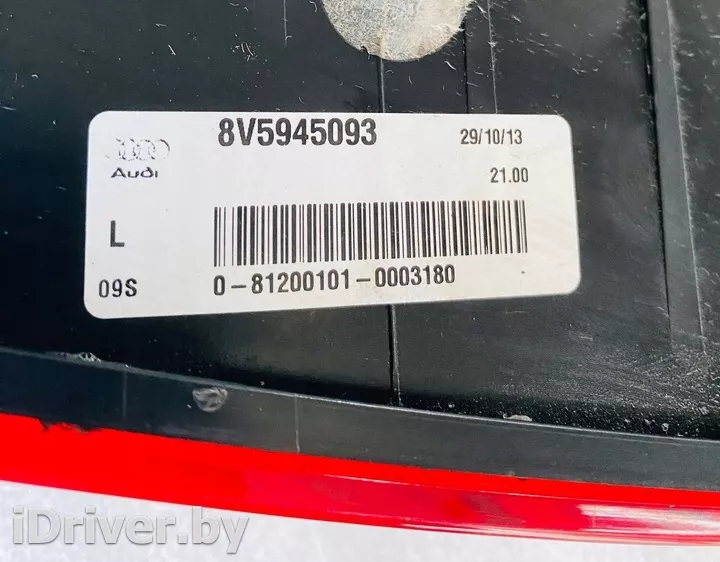 8V5945093
29/10/13
Audi
21.00
L
09S
0-81200101-0003180
iDriver.by